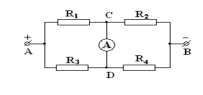 R₁ C R₂
+ −
A A B
R₃ D R₄